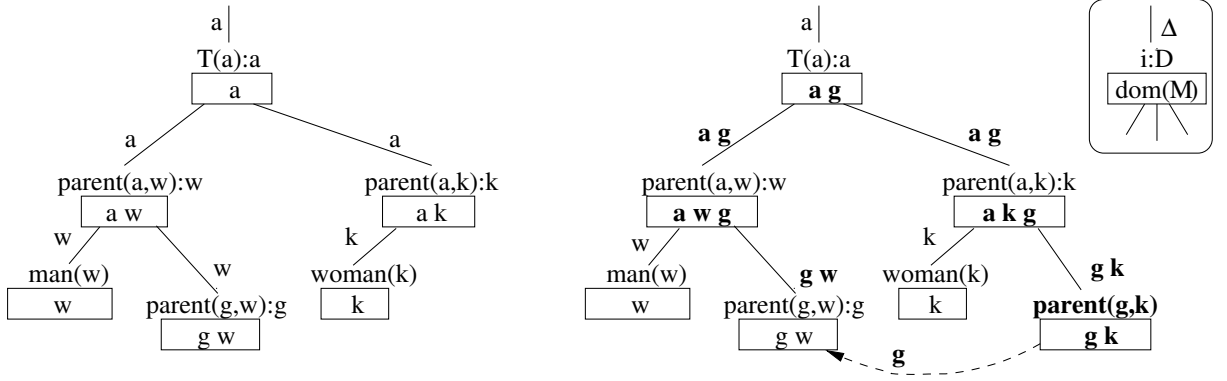 a
T(a):a
a
a
a
parent(a,w):w
a w
parent(a,k):k
a k
w
w
k
man(w)
w
parent(g,w):g
g w
woman(k)
k
a
T(a):a
a g
a g
a g
parent(a,w):w
a w g
parent(a,k):k
a k g
w
g w
k
g k
man(w)
w
parent(g,w):g
g w
woman(k)
k
parent(g,k)
g k
g
Δ
i:D
dom(M)